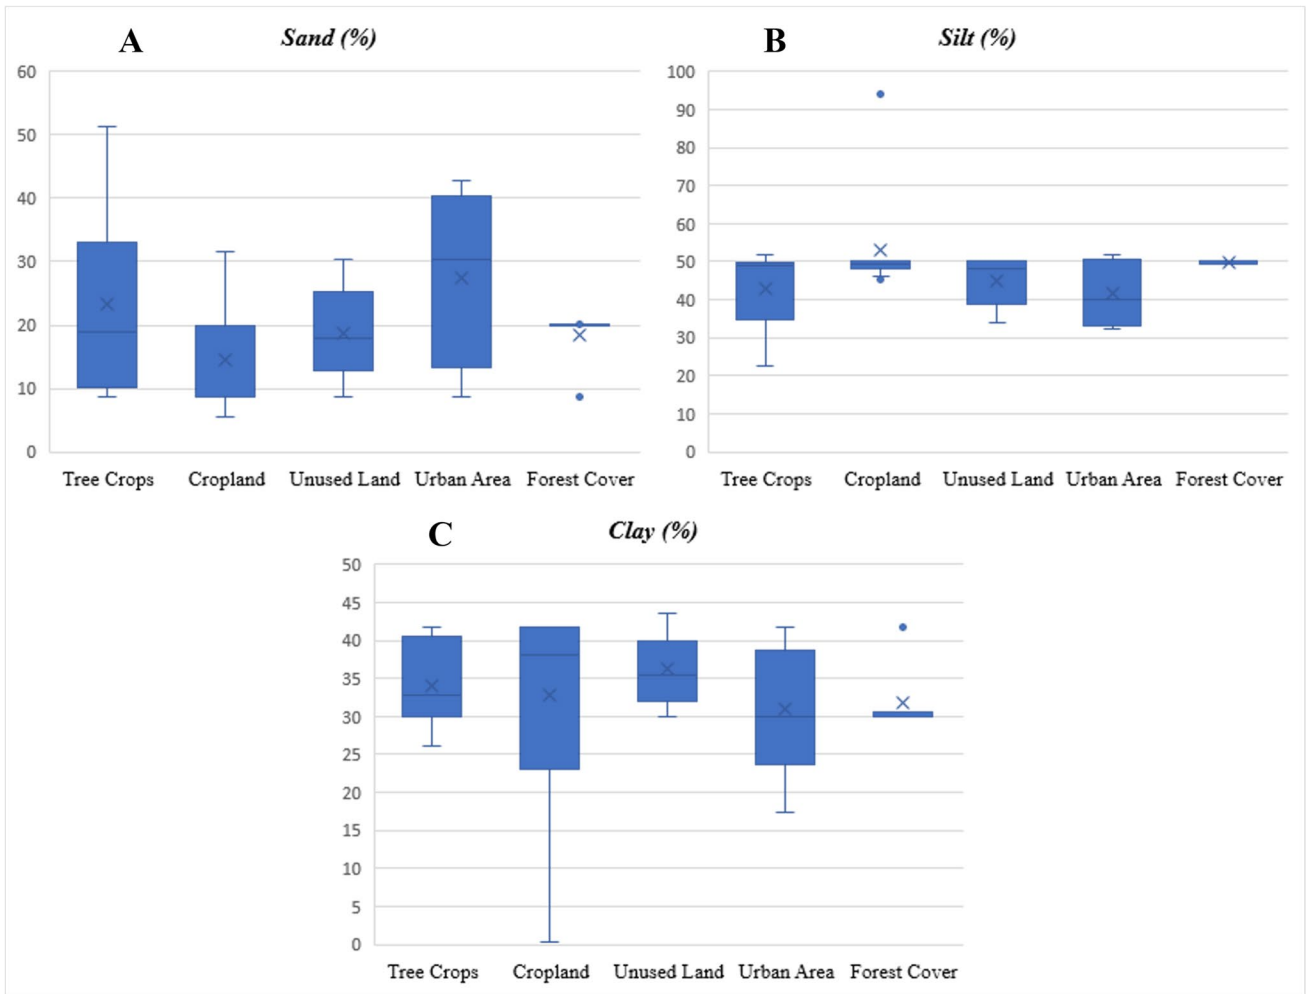 A
Sand (%)
60
50
40
30
20
10
0
Tree Crops
Cropland
Unused Land
Urban Area
Forest Cover
B
Silt (%)
100
90
80
70
60
50
40
30
20
10
0
Tree Crops
Cropland
Unused Land
Urban Area
Forest Cover
C
Clay (%)
50
45
40
35
30
25
20
15
10
5
0
Tree Crops
Cropland
Unused Land
Urban Area
Forest Cover